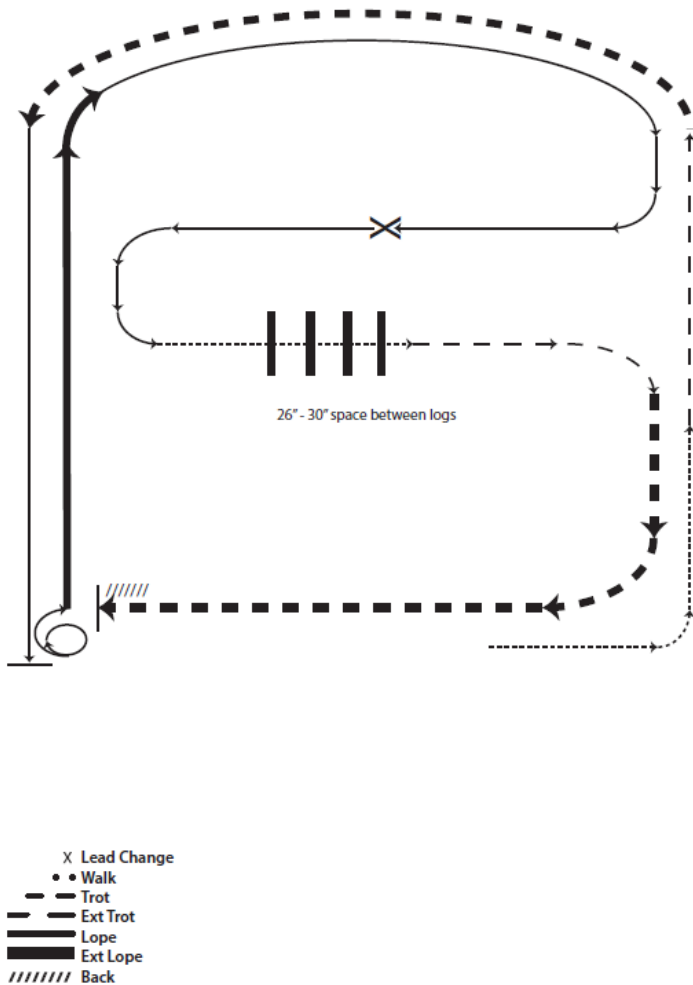 26" - 30" space between logs
X Lead Change
Walk
Trot
Ext Trot
Lope
Ext Lope
Back